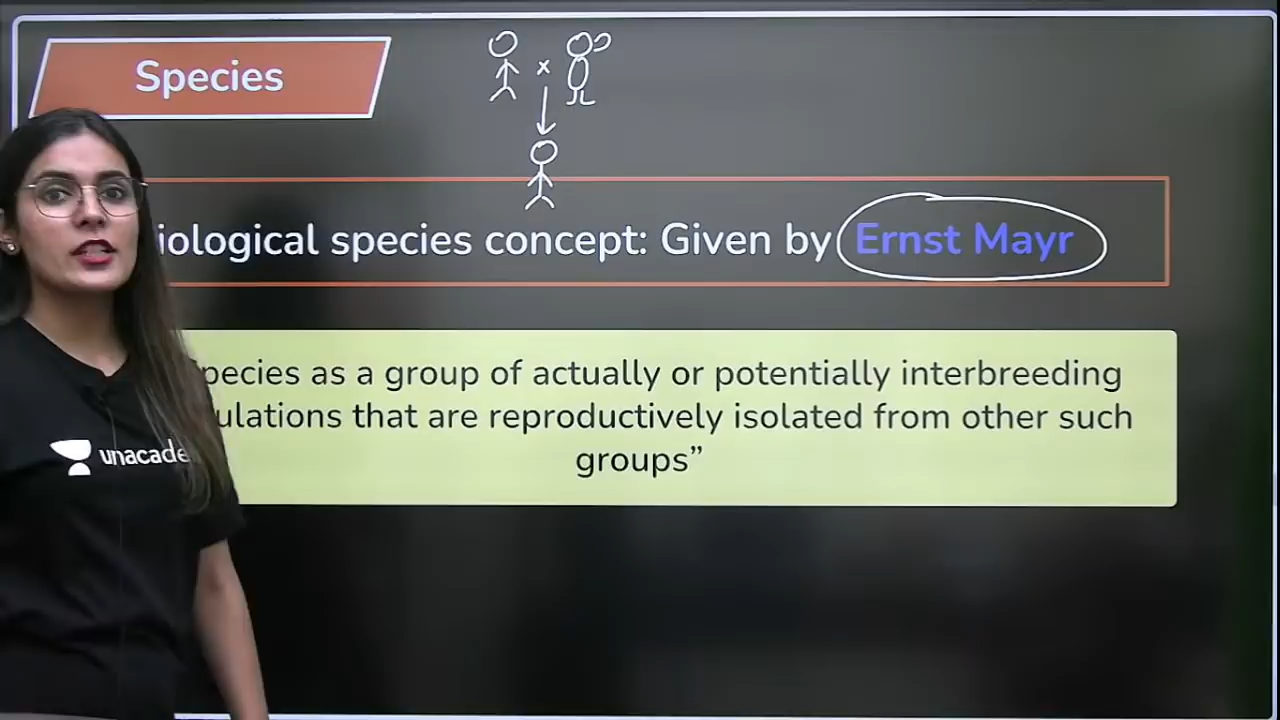 Species
×
iological species concept: Given by Ernst Mayr
pecies as a group of actually or potentially interbreeding
ulations that are reproductively isolated from other such
groups”
unacade